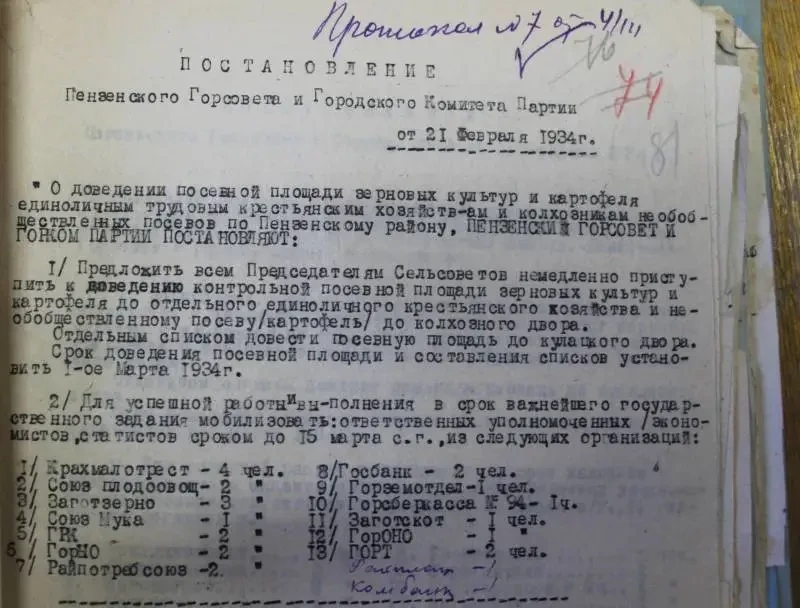 Протокол № 7 от 4/III
76
74
81
ПОСТАНОВЛЕНИЕ
Пензенского Горсовета и Городского Комитета Партии
от 21 Февраля 1934г.
" О доведении посевной площади зерновых культур и картофеля
единоличным трудовым крестьянским хозяйств-ам и колхозникам необоб-
ществленных посевов по Пензенскому району, ПЕНЗЕНСКИЙ ГОРСОВЕТ И
ГОРКОМ ПАРТИИ ПОСТАНОВЛЯЮТ:
1/ Предложить всем Председателям Сельсоветов немедленно присту-
пить к доведению контрольной посевной площади зерновых культур и
картофеля до отдельного единоличного крестьянского хозяйства и не-
обобществленному посеву/картофель/ до колхозного двора.
Отдельным списком довести посевную площадь до кулацкого двора.
Срок доведения посевной площади и составления списков устано-
вить 1-ое Марта 1934г.
2/ Для успешной работы и вы-полнения в срок важнейшего государ-
ственного задания мобилизовать:ответственных уполномоченных /эконо-
мистов,статистов сроком до 15 марта с.г.,из следующих организаций:
1/ Крахмалотрест - 4 чел. 8/Госбанк - 2 чел.
2/ Союз плодоовощ - 2 " 9/ Горземотдел-1 чел.
3/ Заготзерно - 3 " 10/ Горсберкасса № 94- 1ч.
4/ Союз Мука - 1 " 11/ Заготскот - 1 чел.
5/ ГРК - 2 " 12/ ГорОНО - 1 "
6/ ГорНО - 2 " 13/ ГОРТ - 2 чел.
7/ Райпотребсоюз -2. " -1
Комбанк -1